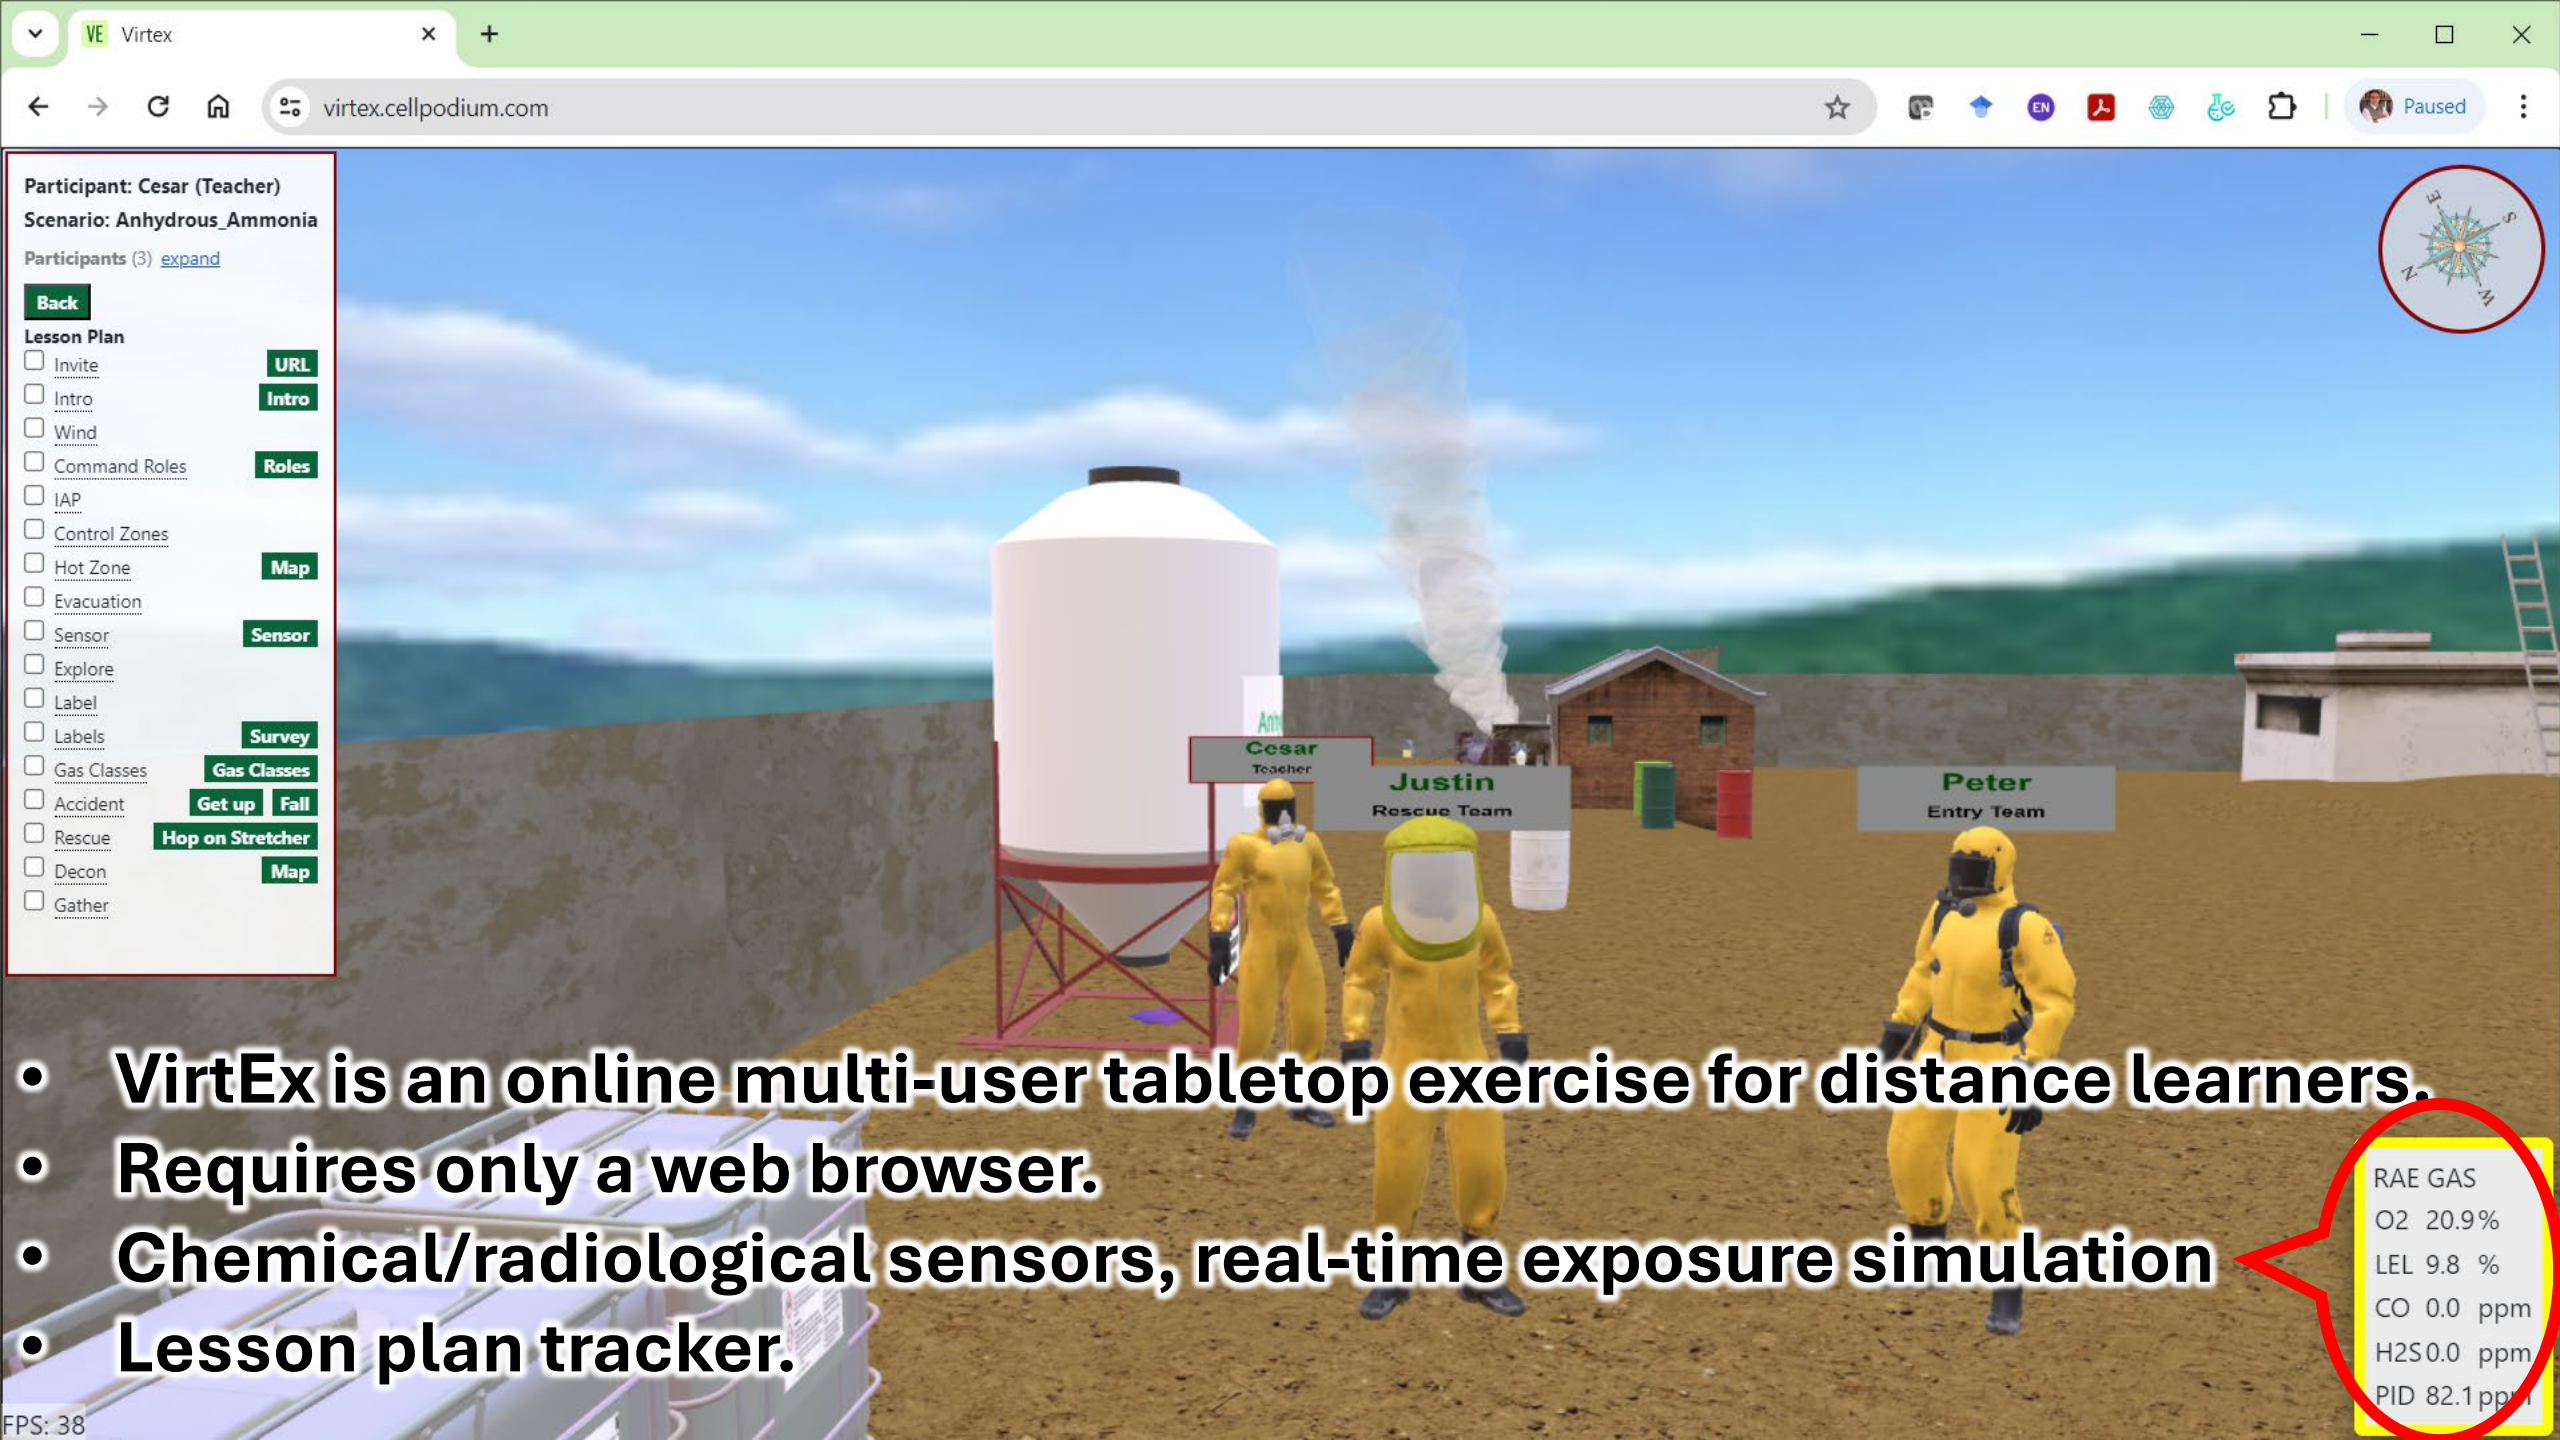 VE Virtex
virtex.cellpodium.com
EN
Paused
Participant: Cesar (Teacher)
Scenario: Anhydrous_Ammonia
Participants (3) expand
Back
Lesson Plan
Invite URL
Intro Intro
Wind
Command Roles Roles
IAP
Control Zones
Hot Zone Map
Evacuation
Sensor Sensor
Explore
Label
Labels Survey
Gas Classes Gas Classes
Accident Get up Fall
Rescue Hop on Stretcher
Decon Map
Gather
E
S
N
W
Cesar
Teacher
Justin
Rescue Team
Peter
Entry Team
• VirtEx is an online multi-user tabletop exercise for distance learners.
• Requires only a web browser.
• Chemical/radiological sensors, real-time exposure simulation
• Lesson plan tracker.
RAE GAS
O2 20.9 %
LEL 9.8 %
CO 0.0 ppm
H2S 0.0 ppm
PID 82.1 ppm
FPS: 38